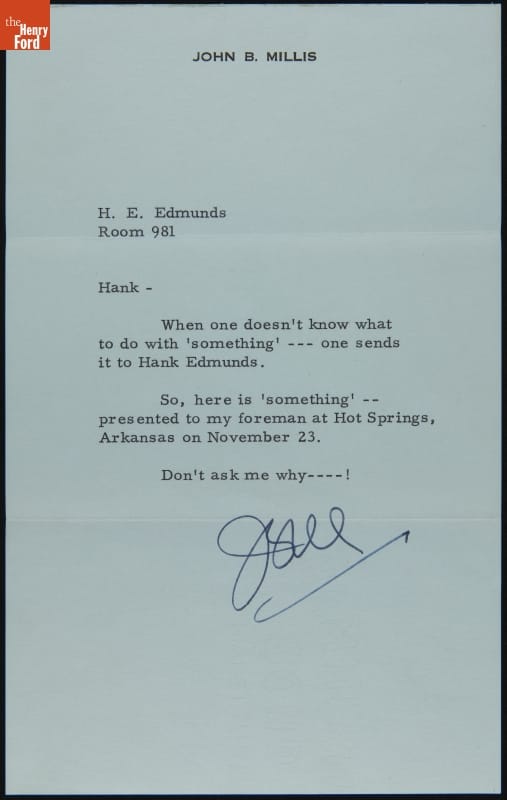 the
Henry
Ford
JOHN B. MILLIS
H. E. Edmunds
Room 981
Hank -
When one doesn't know what
to do with 'something' --- one sends
it to Hank Edmunds.
So, here is 'something' --
presented to my foreman at Hot Springs,
Arkansas on November 23.
Don't ask me why----!